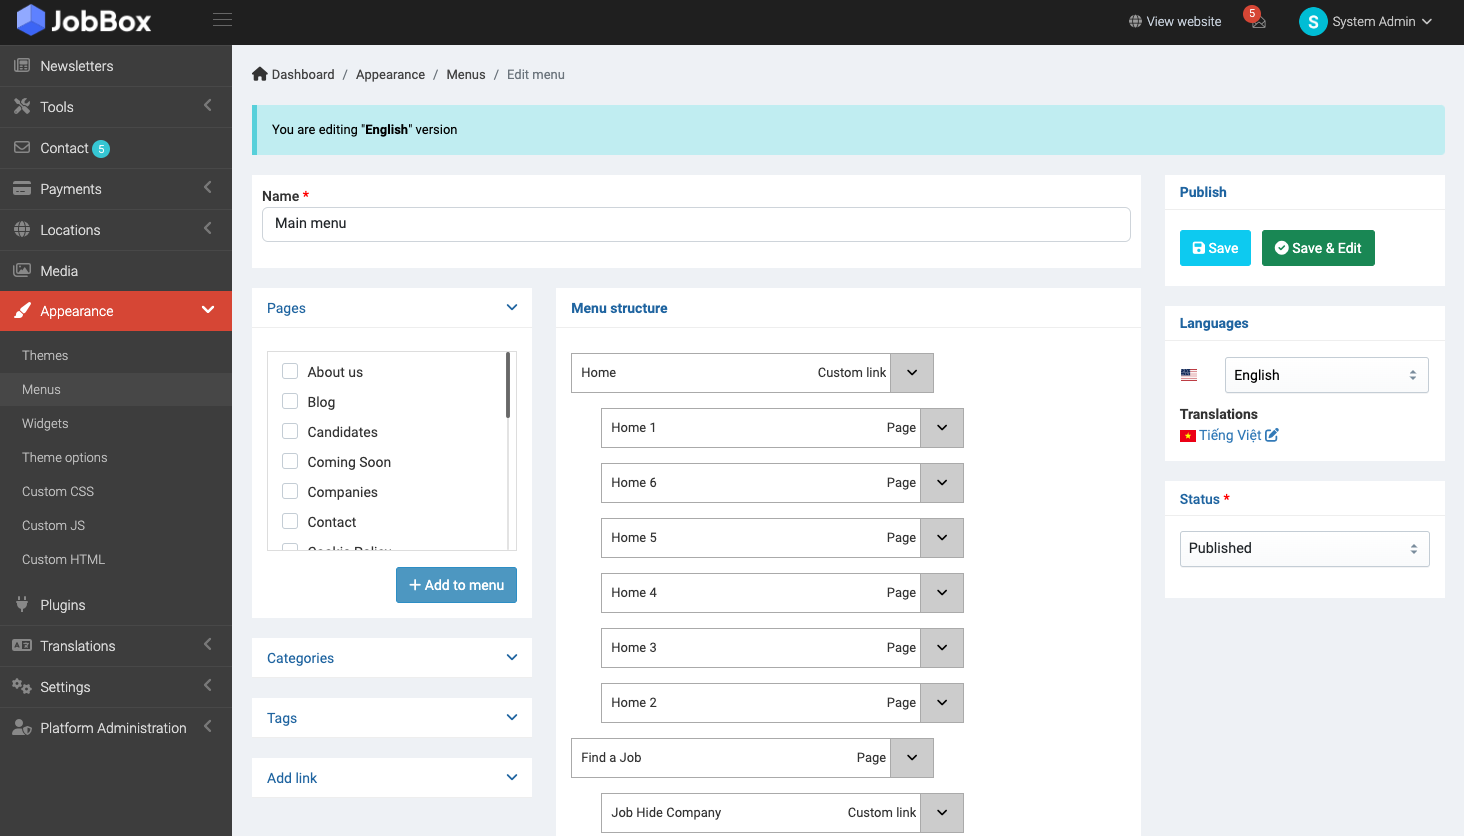 JobBox
View website
5
S
System Admin
Newsletters
Tools
Contact 5
Payments
Locations
Media
Appearance
Themes
Menus
Widgets
Theme options
Custom CSS
Custom JS
Custom HTML
Plugins
Translations
Settings
Platform Administration
Dashboard / Appearance / Menus / Edit menu
You are editing "English" version
Name *
Main menu
Pages
About us
Blog
Candidates
Coming Soon
Companies
Contact
Cookie Policy
+ Add to menu
Categories
Tags
Add link
Menu structure
Home Custom link
Home 1 Page
Home 6 Page
Home 5 Page
Home 4 Page
Home 3 Page
Home 2 Page
Find a Job Page
Job Hide Company Custom link
Publish
Save
Save & Edit
Languages
English
Translations
Tiếng Việt
Status *
Published